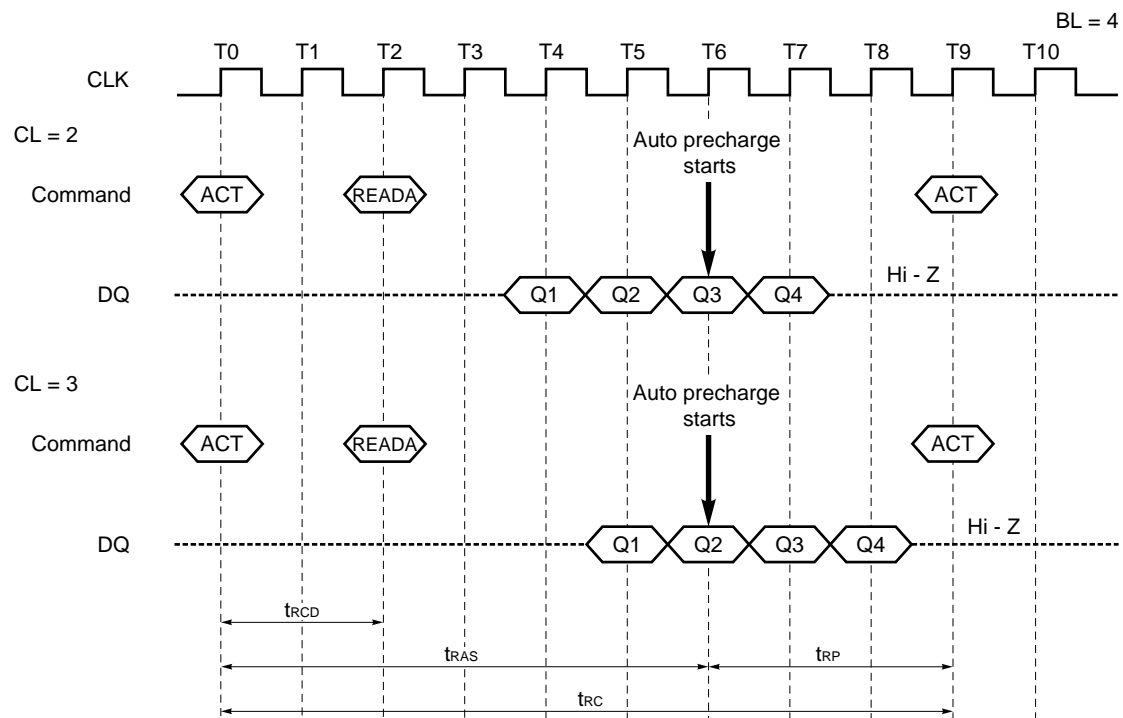 BL = 4
T0 T1 T2 T3 T4 T5 T6 T7 T8 T9 T10
CLK
CL = 2
Auto precharge
starts
Command ACT READA ACT
Hi - Z
DQ Q1 Q2 Q3 Q4
CL = 3
Auto precharge
starts
Command ACT READA ACT
Hi - Z
DQ Q1 Q2 Q3 Q4
tRCD
tRAS tRP
tRC